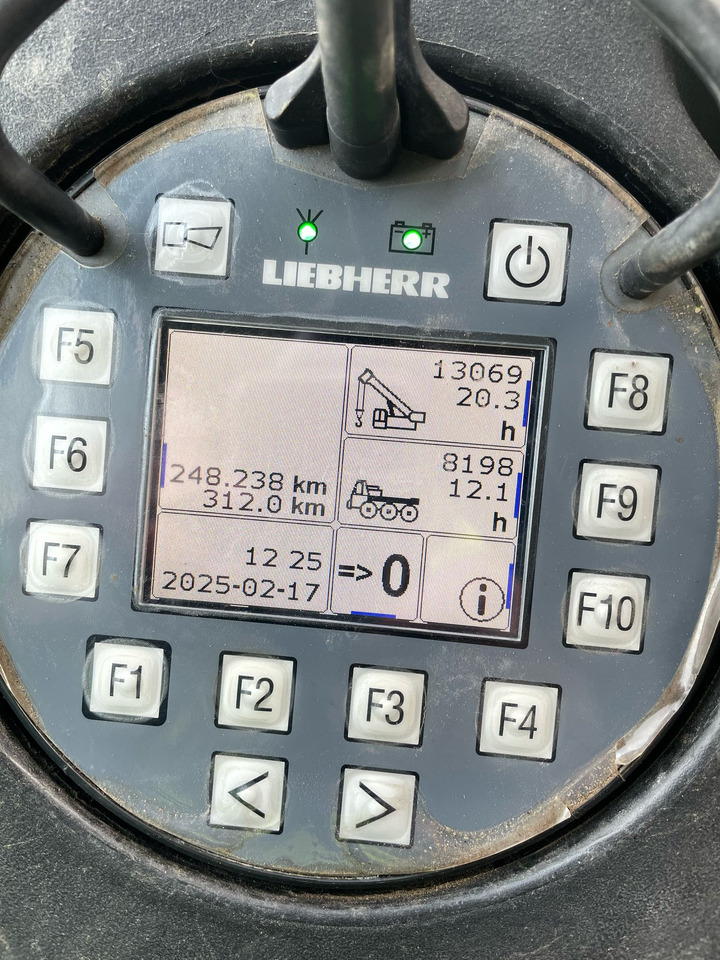 LIEBHERR
F5
F6
F7
F8
F9
F10
13069
20.3
h
248.238 km
312.0 km
8198
12.1
h
12 25
2025-02-17
=> 0
i
F1
F2
F3
F4
< >